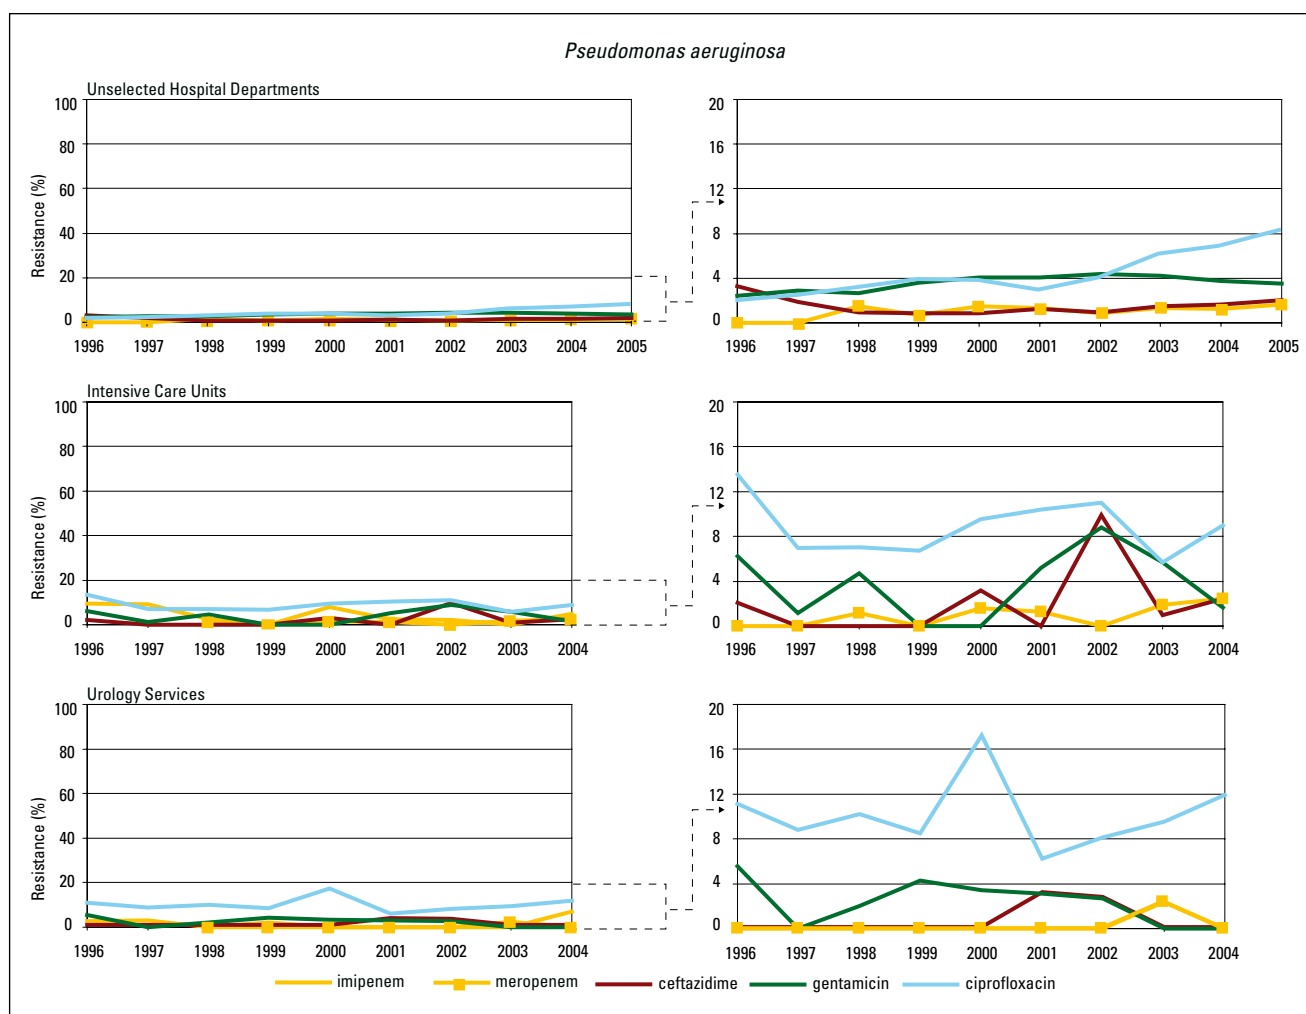 Pseudomonas aeruginosa
Unselected Hospital Departments
Resistance (%)
100
80
60
40
20
0
1996 1997 1998 1999 2000 2001 2002 2003 2004 2005
20
16
12
8
4
0
1996 1997 1998 1999 2000 2001 2002 2003 2004 2005
Intensive Care Units
Resistance (%)
100
80
60
40
20
0
1996 1997 1998 1999 2000 2001 2002 2003 2004
20
16
12
8
4
0
1996 1997 1998 1999 2000 2001 2002 2003 2004
Urology Services
Resistance (%)
100
80
60
40
20
0
1996 1997 1998 1999 2000 2001 2002 2003 2004
20
16
12
8
4
0
1996 1997 1998 1999 2000 2001 2002 2003 2004
imipenem meropenem ceftazidime gentamicin ciprofloxacin